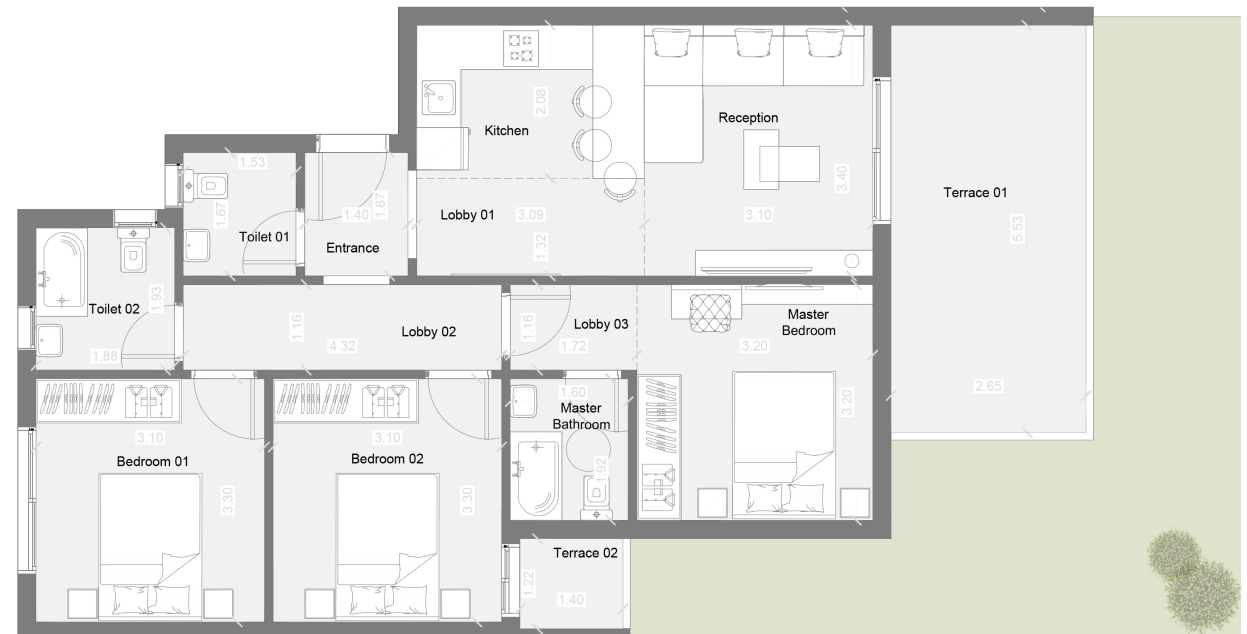 2.08
Kitchen
Reception
1.53
1.67
Toilet 01
1.40
1.67
Entrance
Lobby 01
3.09
1.32
3.10
3.40
Terrace 01
5.53
2.65
Toilet 02
1.93
1.88
1.16
4.32
Lobby 02
1.16
Lobby 03
1.72
Master
Bedroom
3.20
3.20
1.60
Master
Bathroom
1.92
3.10
Bedroom 01
3.30
3.10
Bedroom 02
3.30
Terrace 02
1.22
1.40